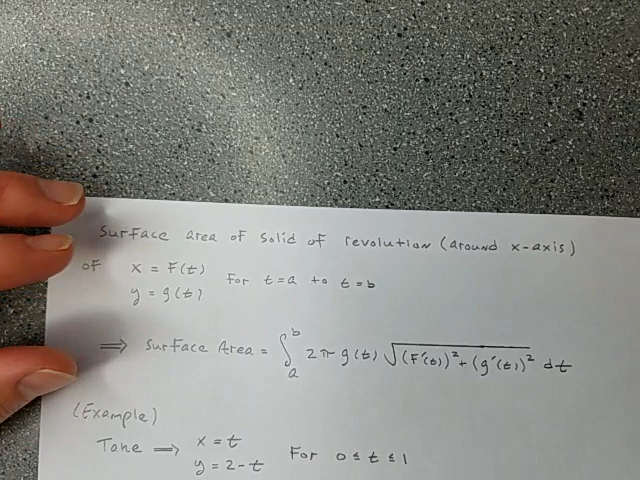 Surface area of solid of revolution (around x-axis)
of x = F(t) For t=a to t=b
y = g(t)
⟹ Surface Area = ∫_a^b 2π g(t) √((F'(t))² + (g'(t))²) dt
(Example)
Take ⟹ x = t For 0 ≤ t ≤ 1
y = 2-t